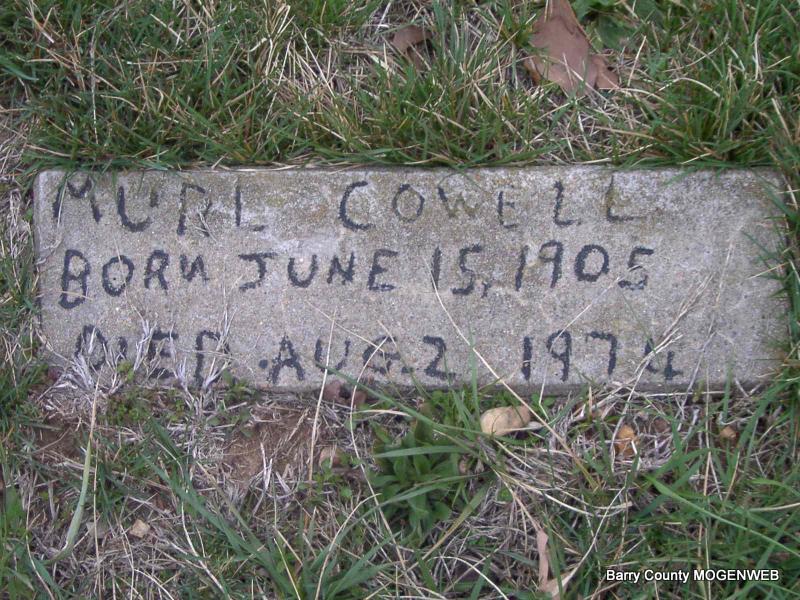 MURL C COWELL
BORN JUNE 15, 1905
DIED AUG. 2 1974
Barry County MOGENWEB